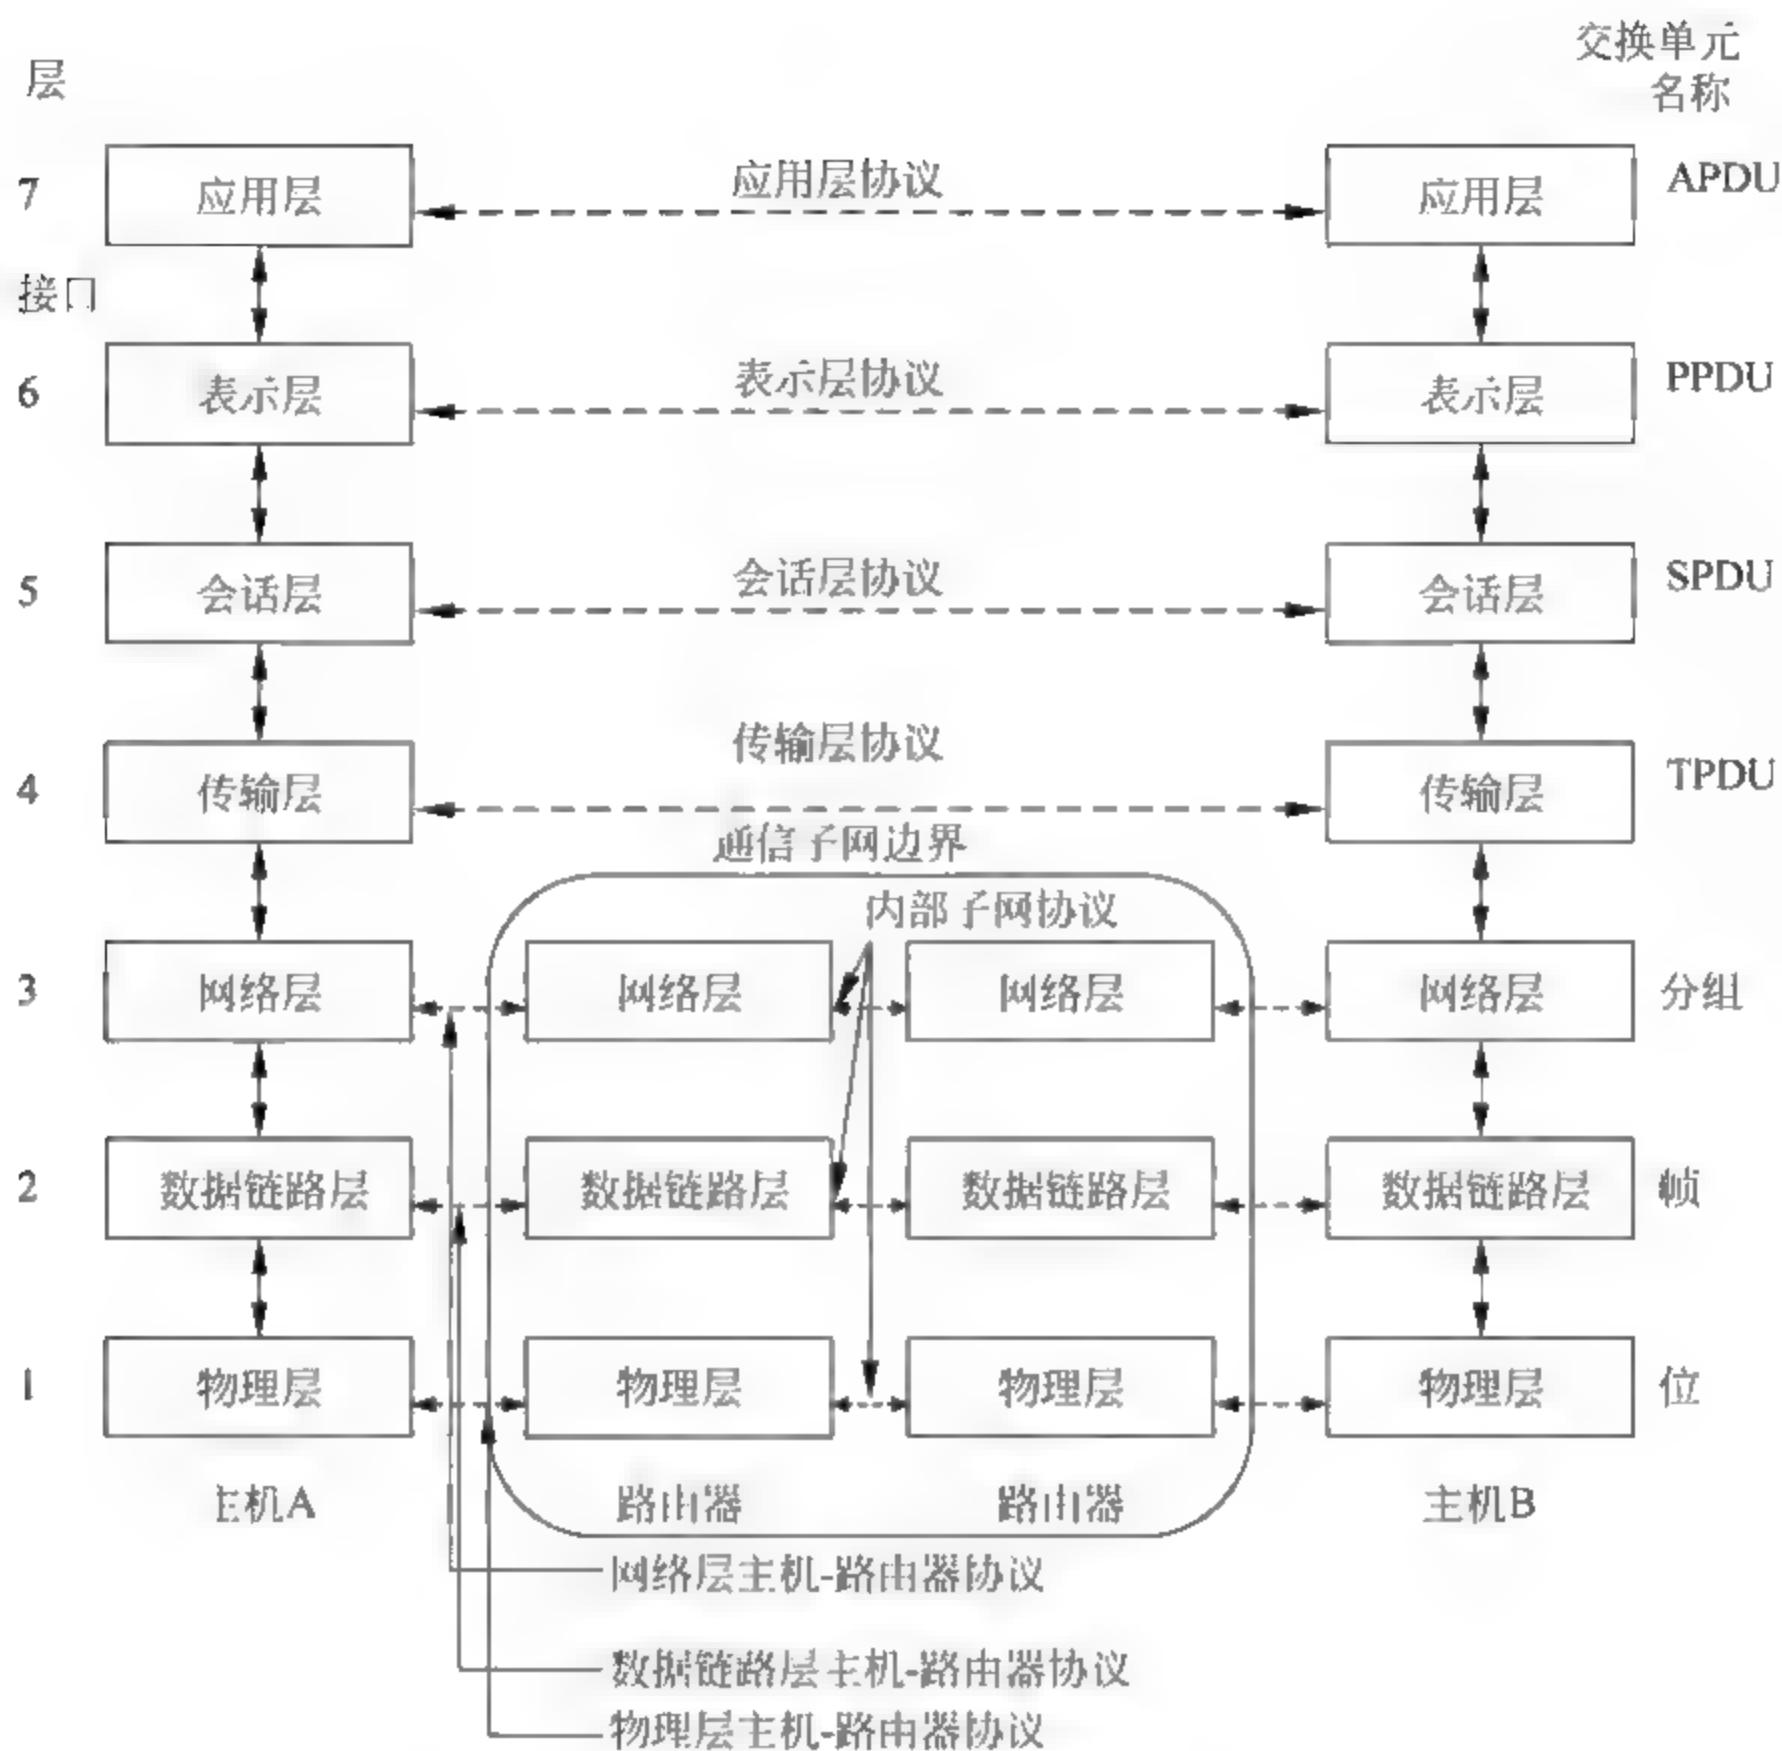 层
交换单元
名称
7
应用层
应用层协议
应用层
APDU
接口
6
表示层
表示层协议
表示层
PPDU
5
会话层
会话层协议
会话层
SPDU
4
传输层
传输层协议
传输层
TPDU
通信子网边界
内部子网协议
3
网络层
网络层
网络层
网络层
分组
2
数据链路层
数据链路层
数据链路层
数据链路层
帧
1
物理层
物理层
物理层
物理层
位
主机A
路由器
路由器
主机B
网络层主机-路由器协议
数据链路层主机-路由器协议
物理层主机-路由器协议